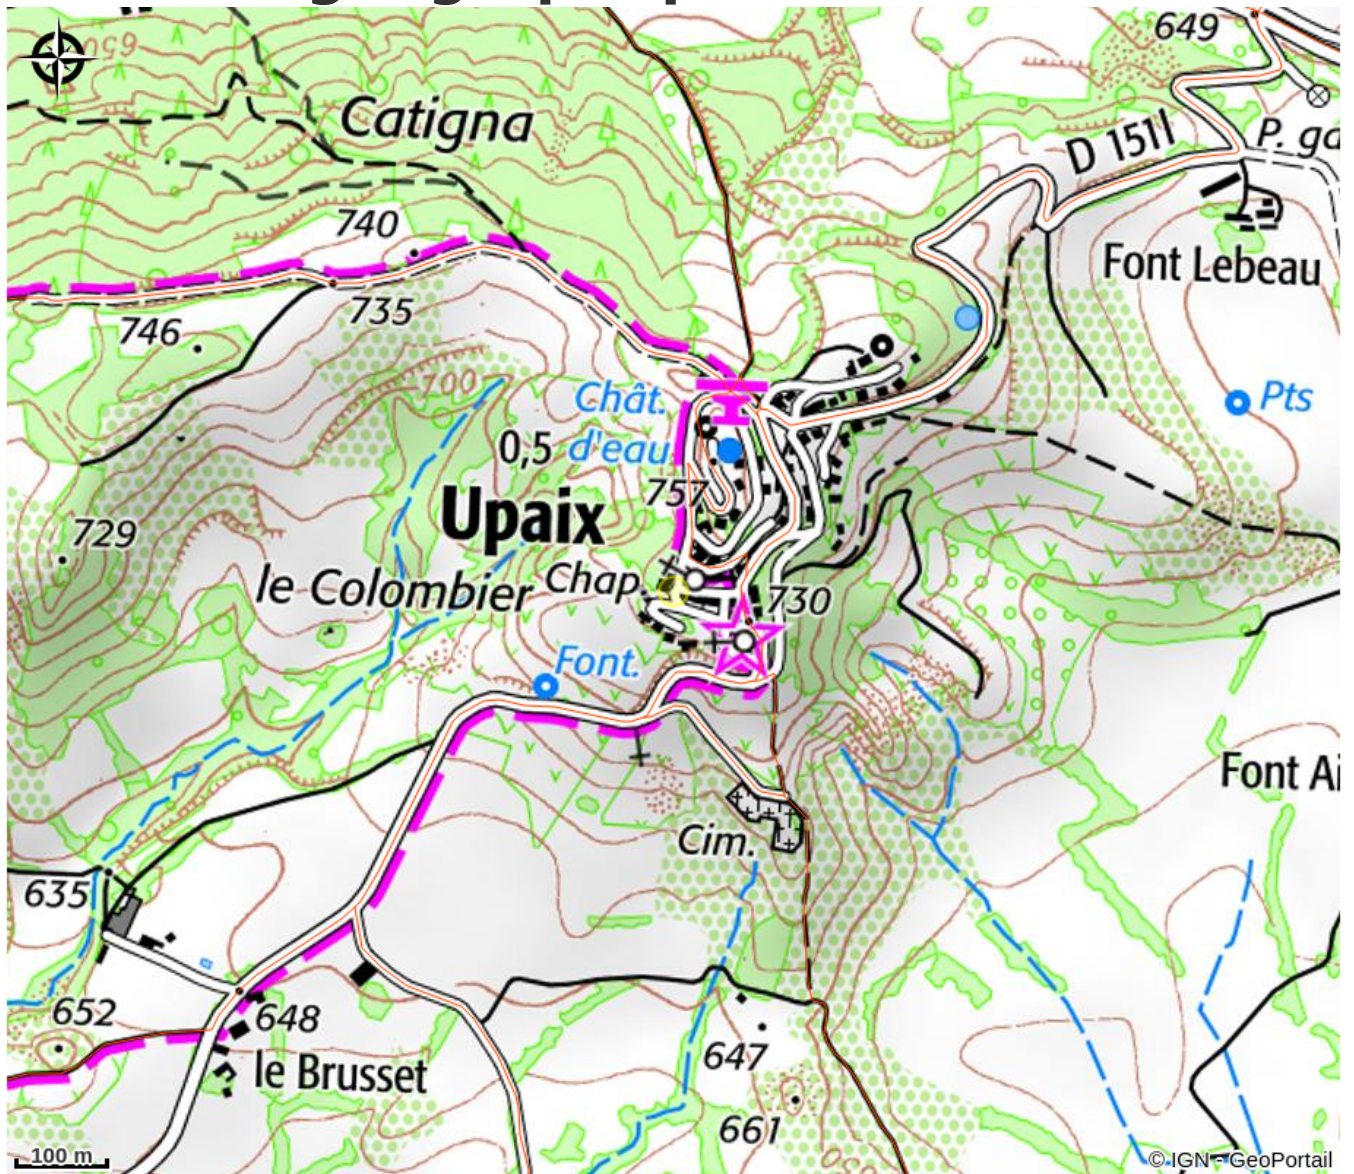 649
650
Catigna
D 1511
P. ga
740
Font Lebeau
746
735
700
Chât.
d'eau
Pts
0,5
757
Upaix
729
le Colombier
Chap.
730
Font.
Font Ai
Cim.
635
652
648
647
le Brusset
661
100 m
© IGN - GeoPortail